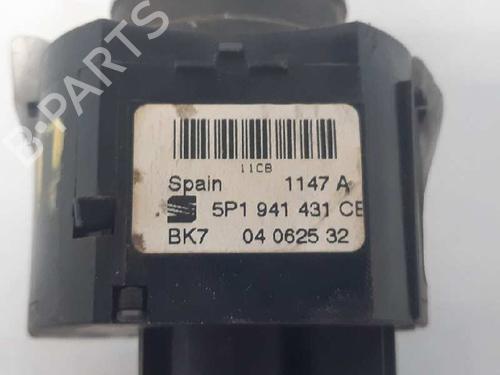 B-PARTS
11CB
Spain 1147 A
5P1 941 431 CE
BK7 04 0625 32